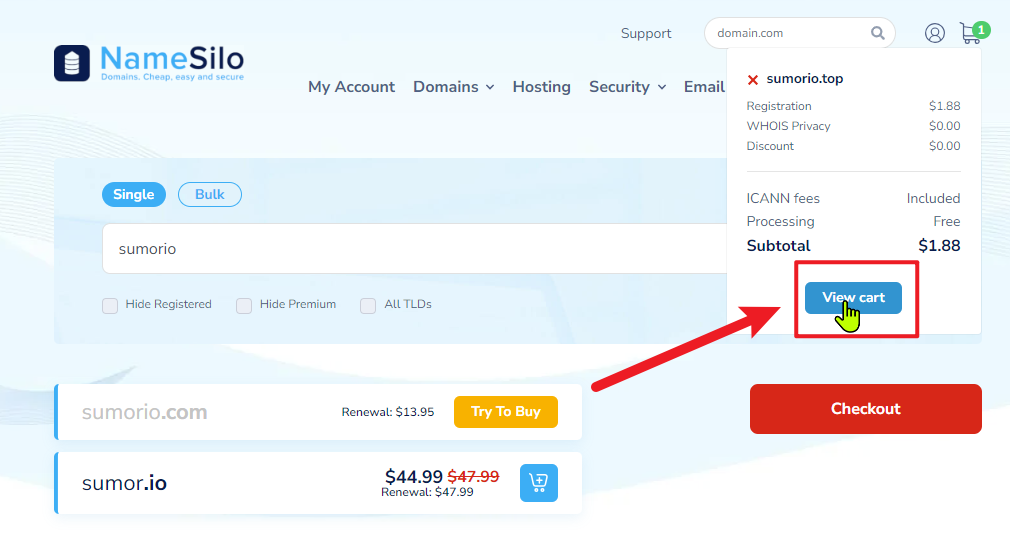 Support
domain.com
1
NameSilo
Domains. Cheap, easy and secure
My Account Domains Hosting Security Email
sumorio.top
Registration $1.88
WHOIS Privacy $0.00
Discount $0.00
ICANN fees Included
Processing Free
Subtotal $1.88
View cart
Single Bulk
sumorio
Hide Registered Hide Premium All TLDs
sumorio.com Renewal: $13.95 Try To Buy
Checkout
sumor.io $44.99 $47.99
Renewal: $47.99